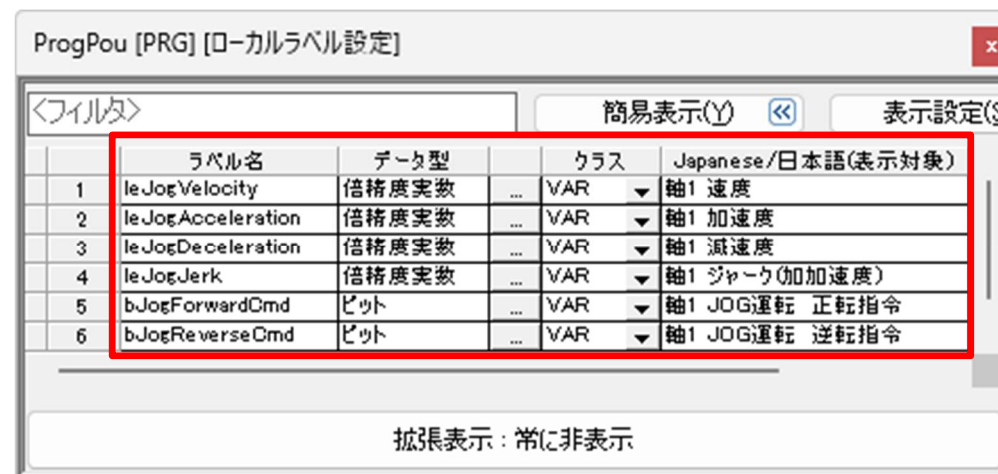 ProgPou [PRG] [ローカルラベル設定]
<フィルタ> 簡易表示(Y) 表示設定(S
ラベル名 データ型 クラス Japanese/日本語(表示対象)
1 leJogVelocity 倍精度実数 ... VAR 軸1 速度
2 leJogAcceleration 倍精度実数 ... VAR 軸1 加速度
3 leJogDeceleration 倍精度実数 ... VAR 軸1 減速度
4 leJogJerk 倍精度実数 ... VAR 軸1 ジャーク(加加速度)
5 bJogForwardCmd ビット ... VAR 軸1 JOG運転 正転指令
6 bJogReverseCmd ビット ... VAR 軸1 JOG運転 逆転指令
拡張表示:常に非表示